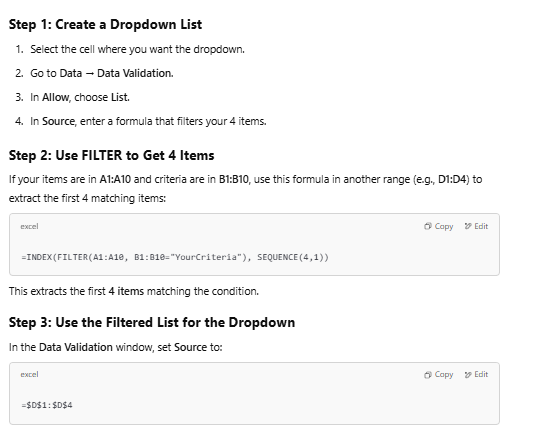 Step 1: Create a Dropdown List
1. Select the cell where you want the dropdown.
2. Go to Data → Data Validation.
3. In Allow, choose List.
4. In Source, enter a formula that filters your 4 items.
Step 2: Use FILTER to Get 4 Items
If your items are in A1:A10 and criteria are in B1:B10, use this formula in another range (e.g., D1:D4) to
extract the first 4 matching items:
excel Copy Edit
=INDEX(FILTER(A1:A10, B1:B10="YourCriteria"), SEQUENCE(4,1))
This extracts the first 4 items matching the condition.
Step 3: Use the Filtered List for the Dropdown
In the Data Validation window, set Source to:
excel Copy Edit
=$D$1:$D$4